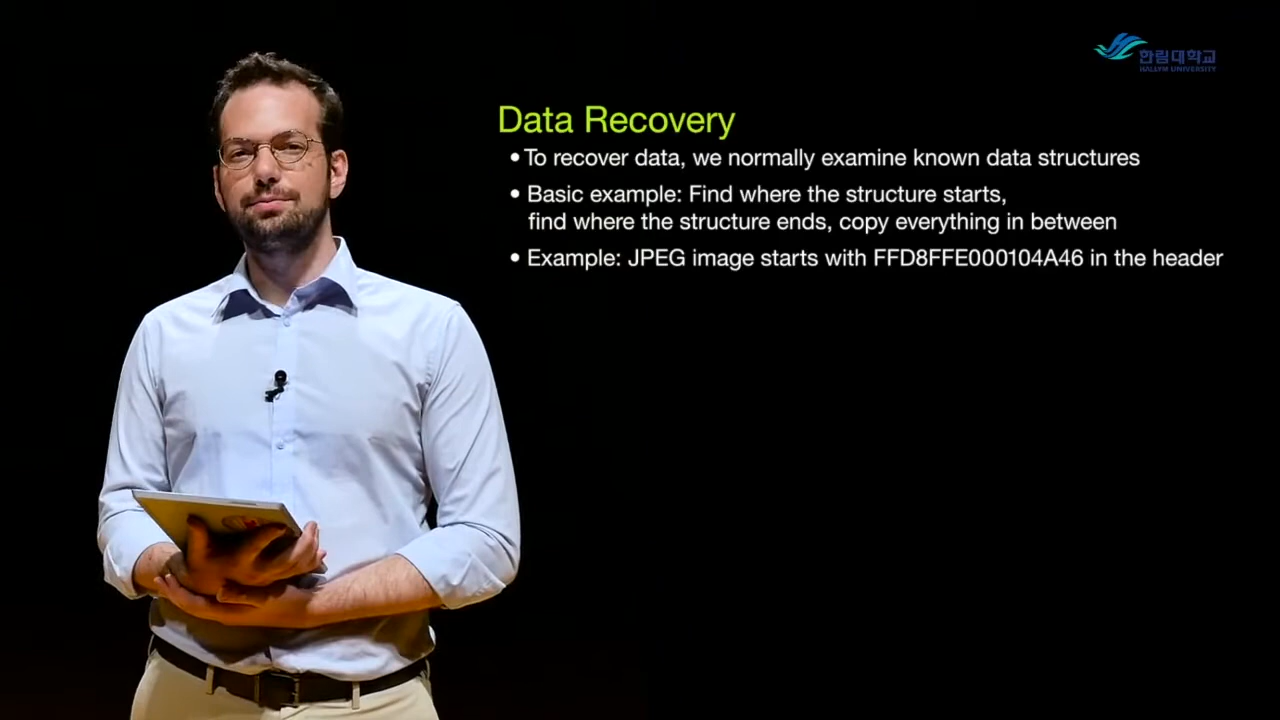 한림대학교
HALLYM UNIVERSITY
Data Recovery
• To recover data, we normally examine known data structures
• Basic example: Find where the structure starts,
find where the structure ends, copy everything in between
• Example: JPEG image starts with FFD8FFE000104A46 in the header